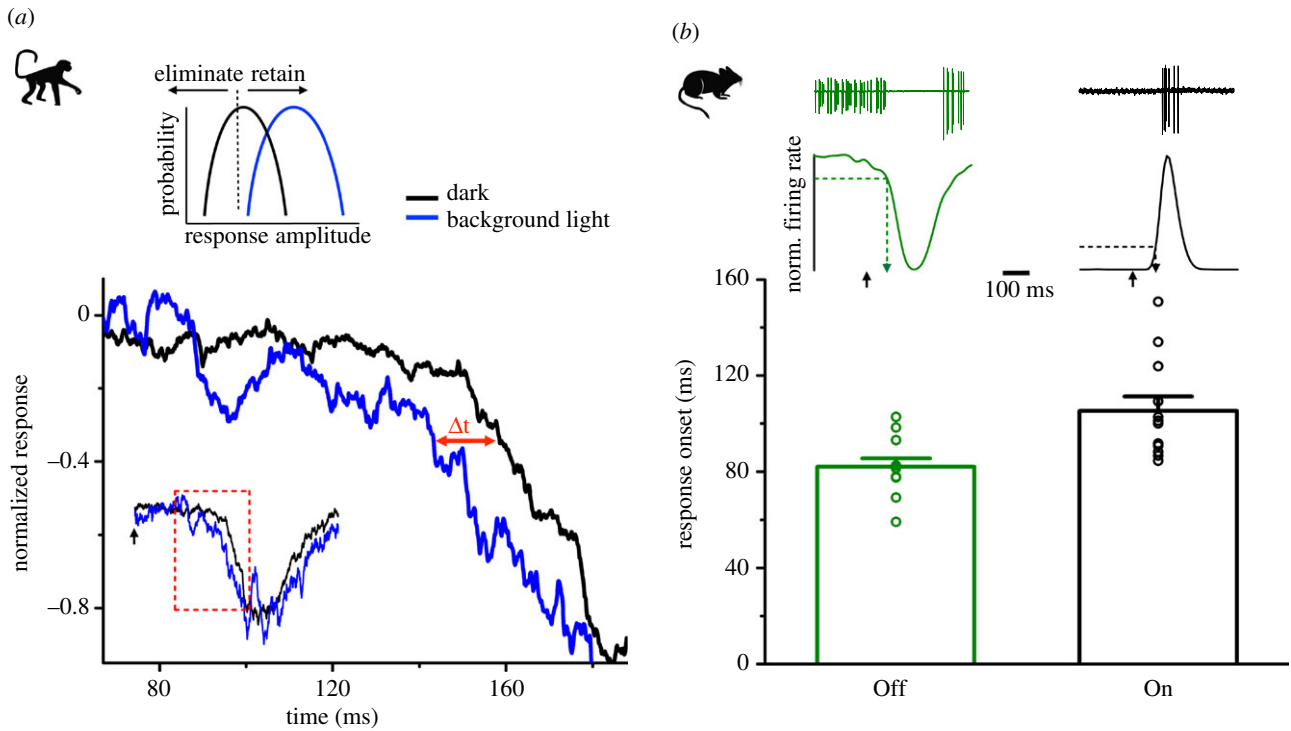 (a)
eliminate retain
probability
response amplitude
dark
background light
normalized response
0
−0.4
−0.8
Δt
80
120
160
time (ms)
(b)
norm. firing rate
100 ms
response onset (ms)
160
120
80
40
0
Off
On